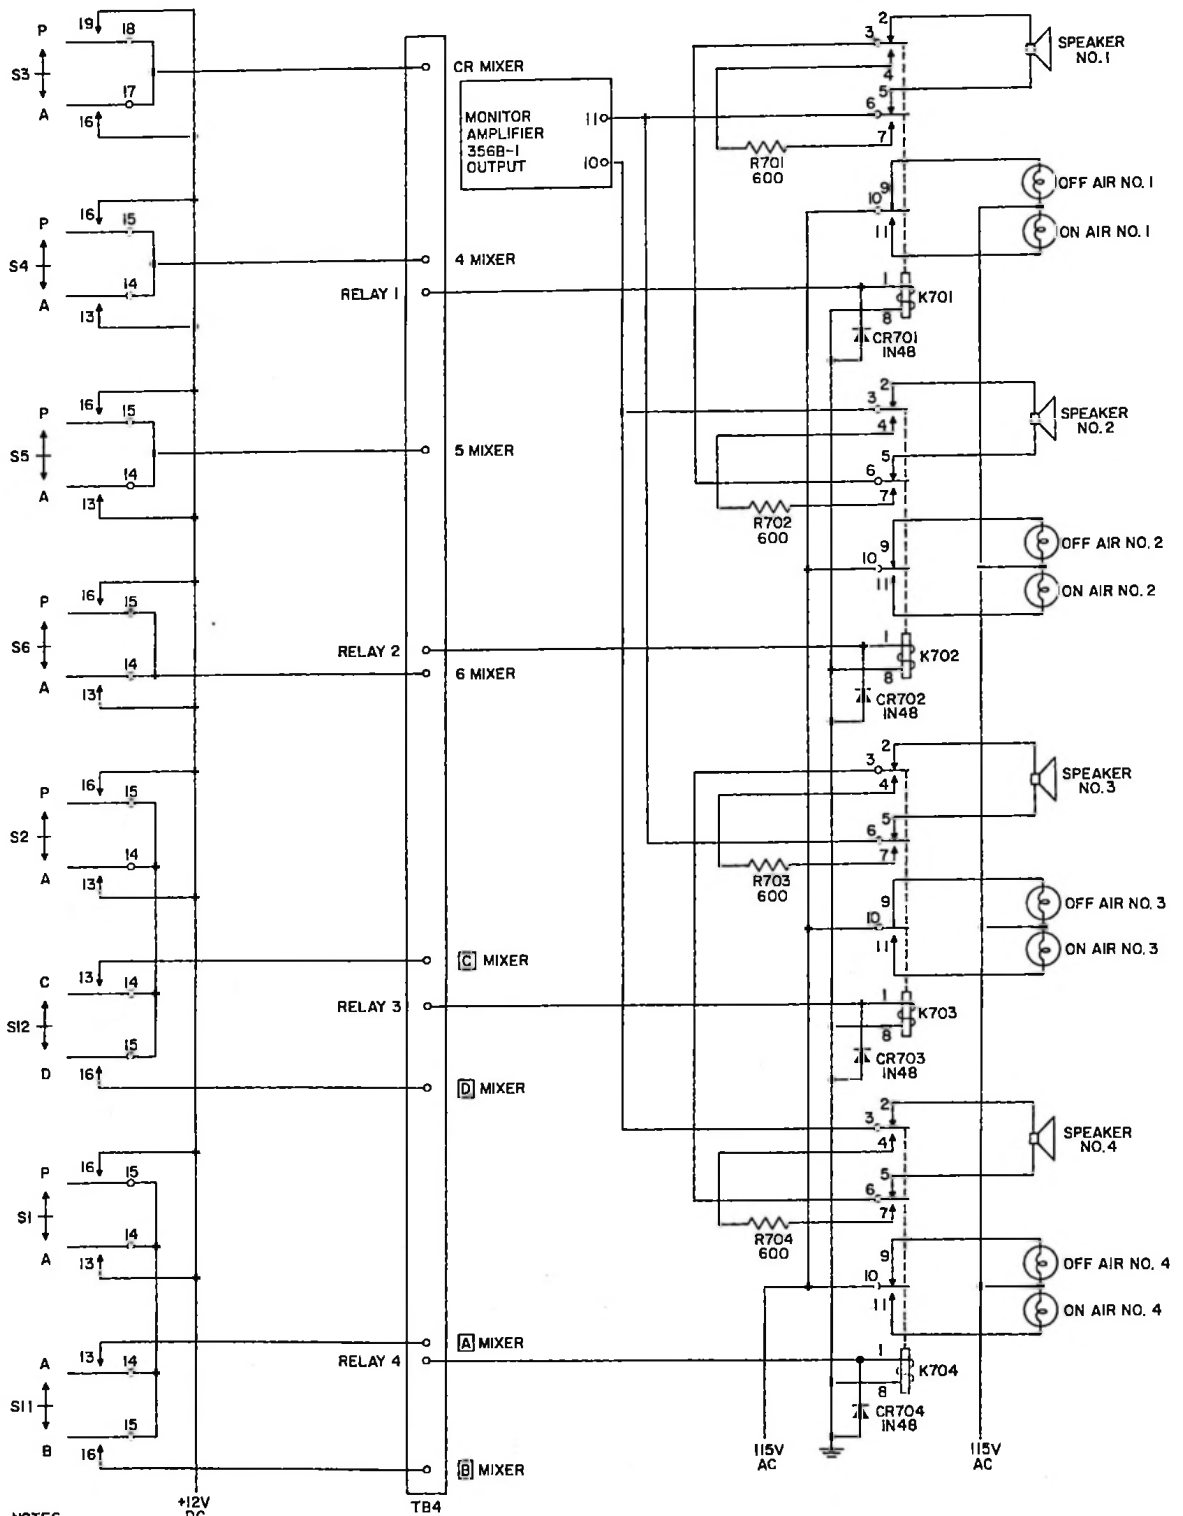 P
19
18
S3
17
A
16
CR MIXER
MONITOR
AMPLIFIER
356B-1
OUTPUT
11
10
2
3
4
5
6
7
SPEAKER
NO.1
R701
600
9
10
11
OFF AIR NO. 1
ON AIR NO. 1
P
16
15
S4
14
A
13
4 MIXER
RELAY 1
1
8
K701
CR701
IN48
P
16
15
S5
14
A
13
5 MIXER
2
3
4
5
6
7
SPEAKER
NO.2
R702
600
9
10
11
OFF AIR NO. 2
ON AIR NO. 2
P
16
15
S6
14
A
13
RELAY 2
6 MIXER
1
8
K702
CR702
IN48
P
16
15
S2
14
A
13
2
3
4
5
6
7
SPEAKER
NO.3
R703
600
9
10
11
OFF AIR NO. 3
ON AIR NO. 3
C
13
14
S12
15
D
16
C MIXER
RELAY 3
D MIXER
1
8
K703
CR703
IN48
P
16
15
S1
14
A
13
2
3
4
5
6
7
SPEAKER
NO.4
R704
600
9
10
11
OFF AIR NO. 4
ON AIR NO. 4
A
13
14
S11
15
B
16
A MIXER
RELAY 4
B MIXER
1
8
K704
CR704
IN48
115V
AC
115V
AC
+12V
DC
TB4
NOTES